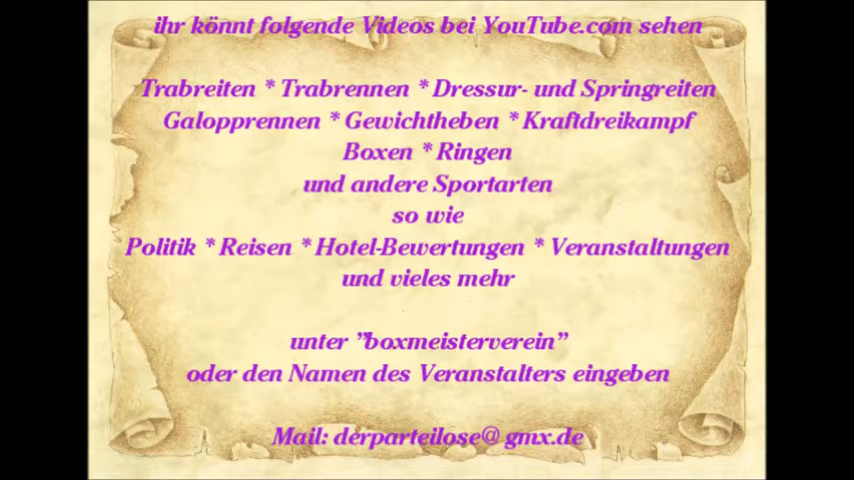 ihr könnt folgende Videos bei YouTube.com sehen
Trabreiten * Trabrennen * Dressur- und Springreiten
Galopprennen * Gewichtheben * Kraftdreikampf
Boxen * Ringen
und andere Sportarten
so wie
Politik * Reisen * Hotel-Bewertungen * Veranstaltungen
und vieles mehr
unter "boxmeisterverein"
oder den Namen des Veranstalters eingeben
Mail: derparteilose@ gmx.de